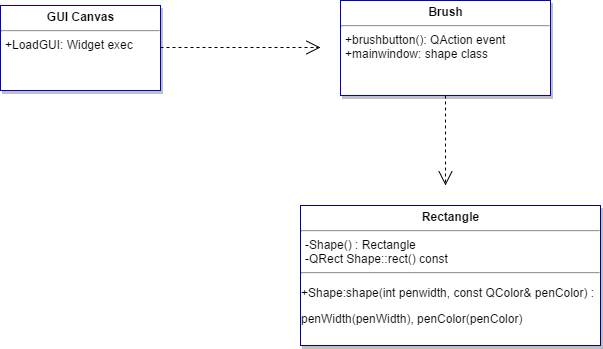 GUI Canvas
+LoadGUI: Widget exec
Brush
+brushbutton(): QAction event
+mainwindow: shape class
Rectangle
-Shape() : Rectangle
-QRect Shape::rect() const
+Shape:shape(int penwidth, const QColor& penColor) :
penWidth(penWidth), penColor(penColor)